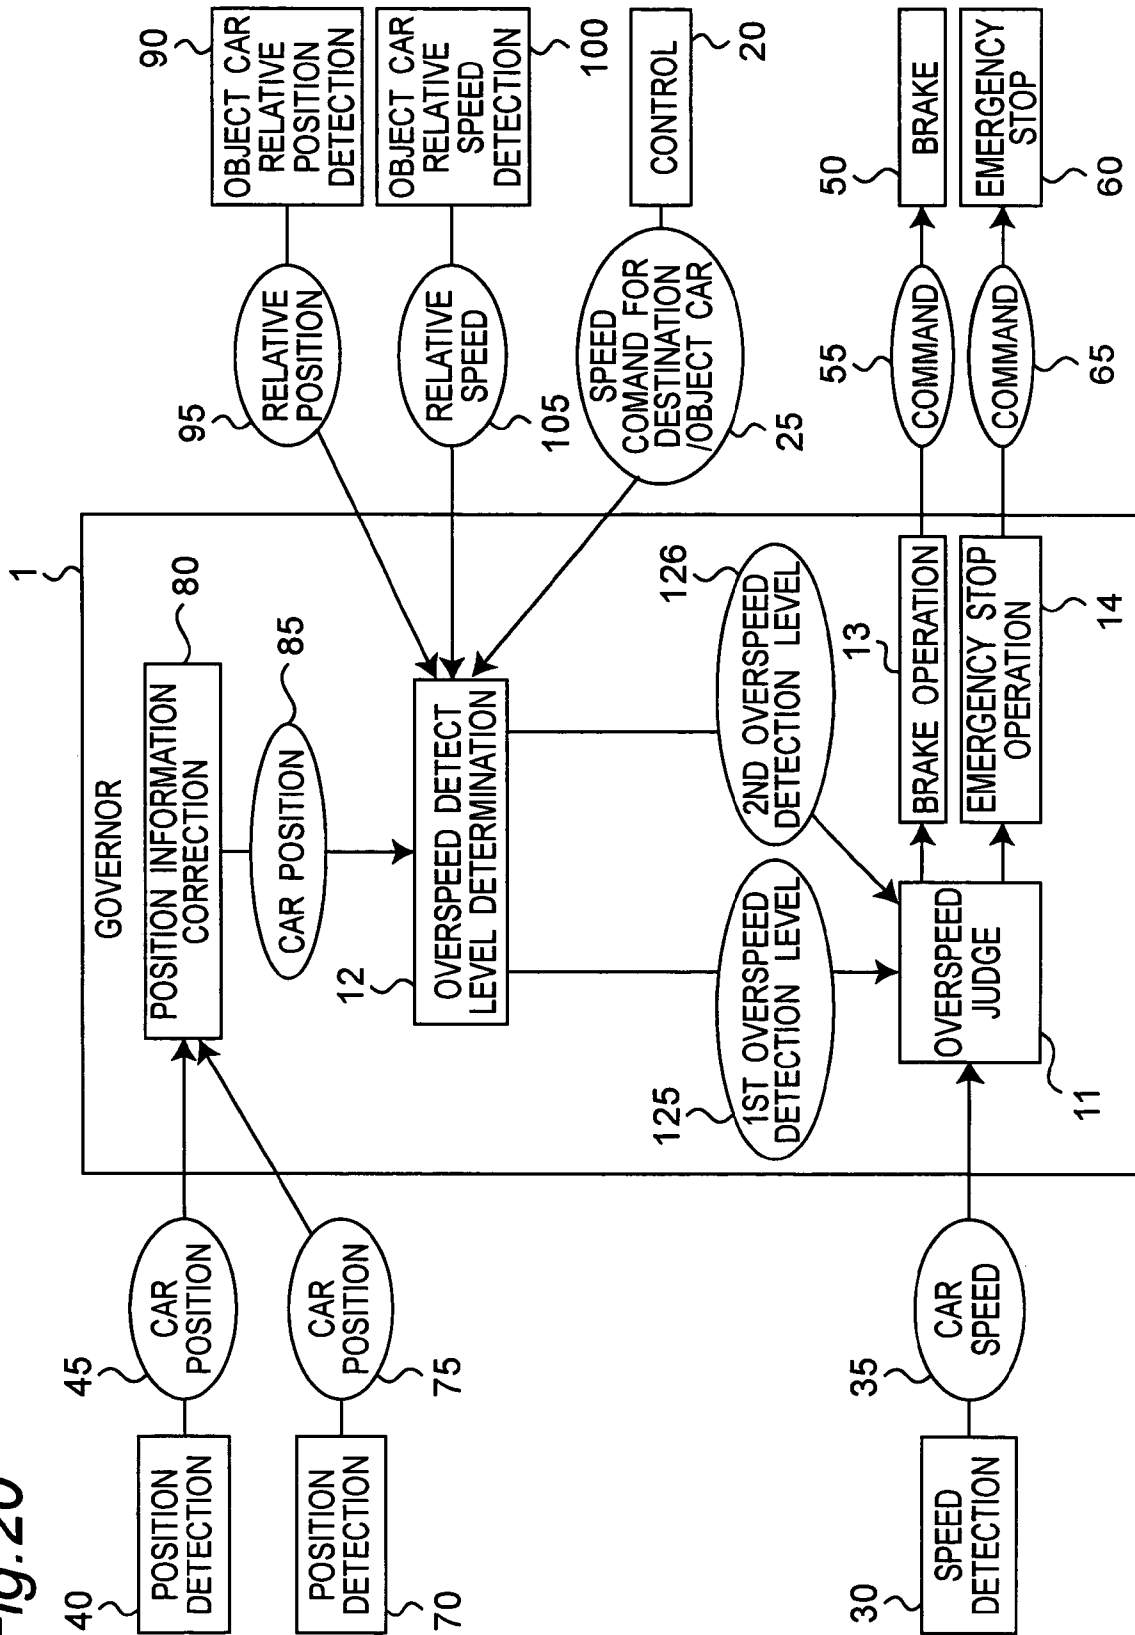 Fig.20
40
POSITION
DETECTION
45
CAR
POSITION
70
POSITION
DETECTION
75
CAR
POSITION
30
SPEED
DETECTION
35
CAR
SPEED
1
GOVERNOR
POSITION INFORMATION
CORRECTION
80
CAR POSITION
85
12
OVERSPEED DETECT
LEVEL DETERMINATION
125
1ST OVERSPEED
DETECTION LEVEL
126
2ND OVERSPEED
DETECTION LEVEL
OVERSPEED
JUDGE
11
13
BRAKE OPERATION
EMERGENCY STOP
OPERATION
14
90
OBJECT CAR
RELATIVE
POSITION
DETECTION
95
RELATIVE
POSITION
OBJECT CAR
RELATIVE
SPEED
DETECTION
100
RELATIVE
SPEED
105
CONTROL
20
SPEED
COMAND FOR
DESTINATION
/OBJECT CAR
25
55
COMMAND
50
BRAKE
COMMAND
65
EMERGENCY
STOP
60